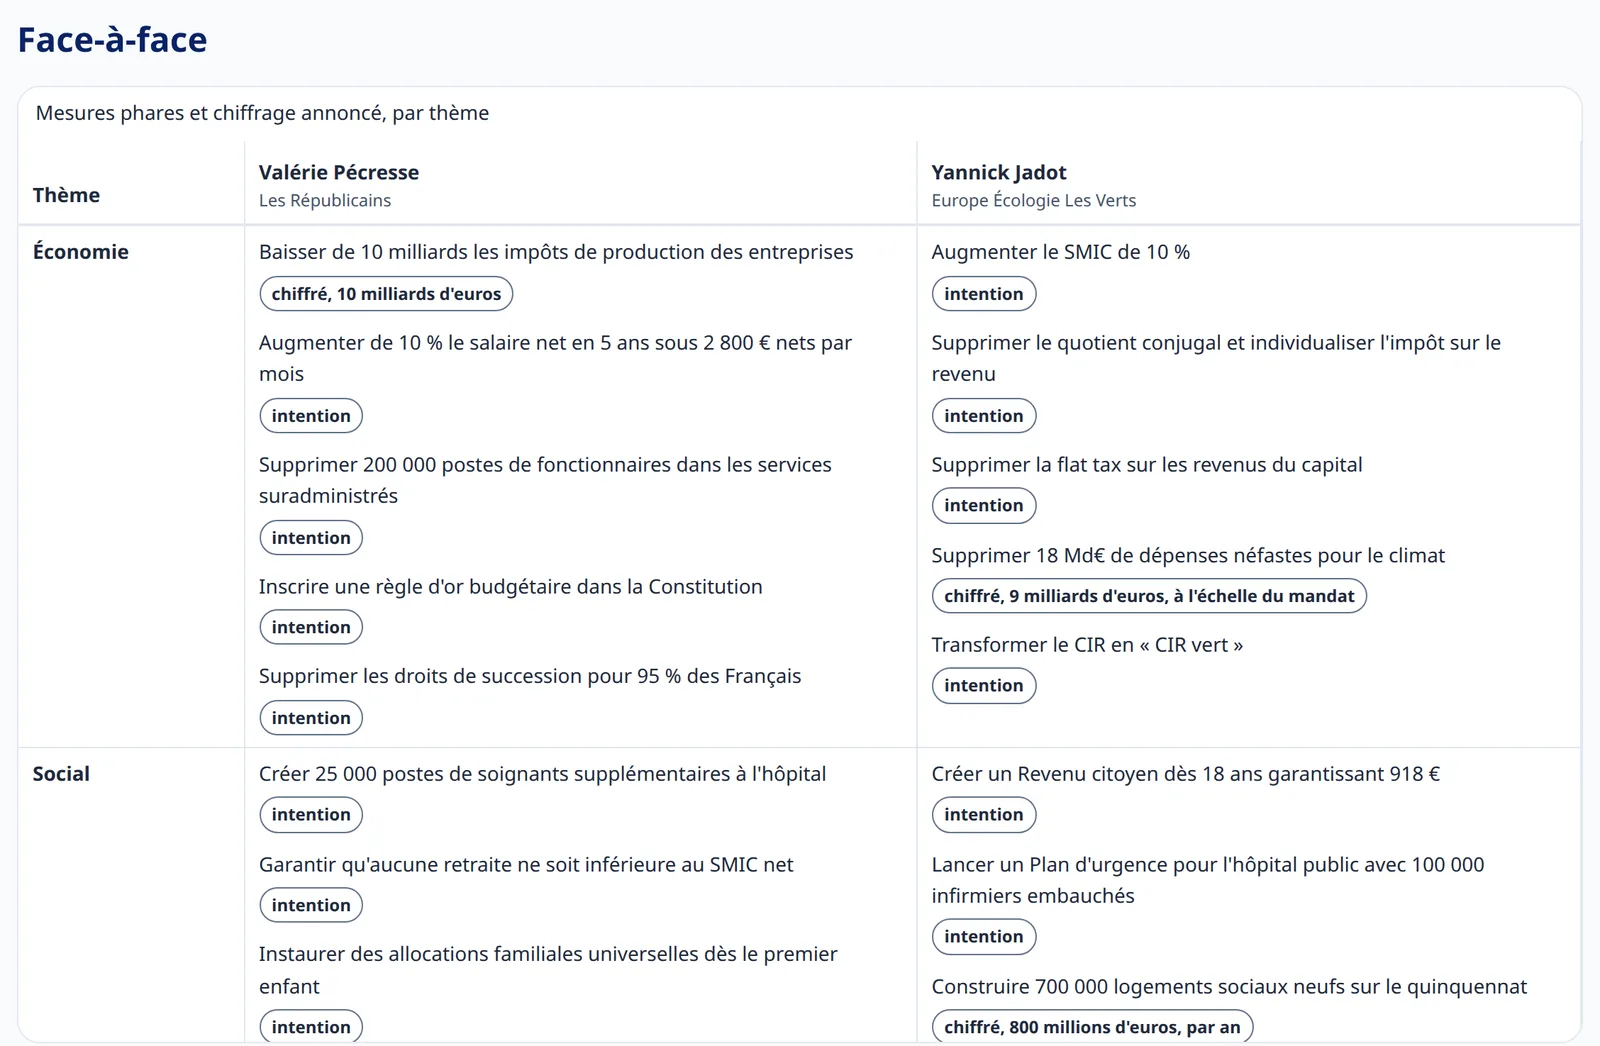 Face-à-face
Mesures phares et chiffrage annoncé, par thème
Thème
Valérie Pécresse
Les Républicains
Yannick Jadot
Europe Écologie Les Verts
Économie
Baisser de 10 milliards les impôts de production des entreprises
chiffré, 10 milliards d'euros
Augmenter de 10 % le salaire net en 5 ans sous 2 800 € nets par
mois
intention
Supprimer 200 000 postes de fonctionnaires dans les services
suradministrés
intention
Inscrire une règle d'or budgétaire dans la Constitution
intention
Supprimer les droits de succession pour 95 % des Français
intention
Augmenter le SMIC de 10 %
intention
Supprimer le quotient conjugal et individualiser l'impôt sur le
revenu
intention
Supprimer la flat tax sur les revenus du capital
intention
Supprimer 18 Md€ de dépenses néfastes pour le climat
chiffré, 9 milliards d'euros, à l'échelle du mandat
Transformer le CIR en « CIR vert »
intention
Social
Créer 25 000 postes de soignants supplémentaires à l'hôpital
intention
Garantir qu'aucune retraite ne soit inférieure au SMIC net
intention
Instaurer des allocations familiales universelles dès le premier
enfant
intention
Créer un Revenu citoyen dès 18 ans garantissant 918 €
intention
Lancer un Plan d'urgence pour l'hôpital public avec 100 000
infirmiers embauchés
intention
Construire 700 000 logements sociaux neufs sur le quinquennat
chiffré, 800 millions d'euros, par an